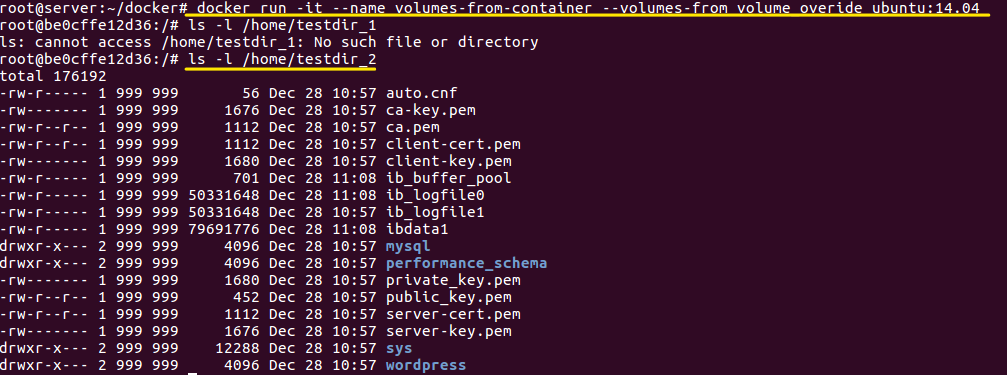 root@server:~/docker# docker run -it --name volumes-from-container --volumes-from volume_overide ubuntu:14.04
root@be0cffe12d36:/# ls -l /home/testdir_1
ls: cannot access /home/testdir_1: No such file or directory
root@be0cffe12d36:/# ls -l /home/testdir_2
total 176192
-rw-r----- 1 999 999       56 Dec 28 10:57 auto.cnf
-rw------- 1 999 999     1676 Dec 28 10:57 ca-key.pem
-rw-r--r-- 1 999 999     1112 Dec 28 10:57 ca.pem
-rw-r--r-- 1 999 999     1112 Dec 28 10:57 client-cert.pem
-rw------- 1 999 999     1680 Dec 28 10:57 client-key.pem
-rw-r----- 1 999 999      701 Dec 28 11:08 ib_buffer_pool
-rw-r----- 1 999 999 50331648 Dec 28 11:08 ib_logfile0
-rw-r----- 1 999 999 50331648 Dec 28 10:57 ib_logfile1
-rw-r----- 1 999 999 79691776 Dec 28 11:08 ibdata1
drwxr-x--- 2 999 999     4096 Dec 28 10:57 mysql
drwxr-x--- 2 999 999     4096 Dec 28 10:57 performance_schema
-rw------- 1 999 999     1680 Dec 28 10:57 private_key.pem
-rw-r--r-- 1 999 999      452 Dec 28 10:57 public_key.pem
-rw-r--r-- 1 999 999     1112 Dec 28 10:57 server-cert.pem
-rw------- 1 999 999     1676 Dec 28 10:57 server-key.pem
drwxr-x--- 2 999 999    12288 Dec 28 10:57 sys
drwxr-x--- 2 999 999     4096 Dec 28 10:57 wordpress